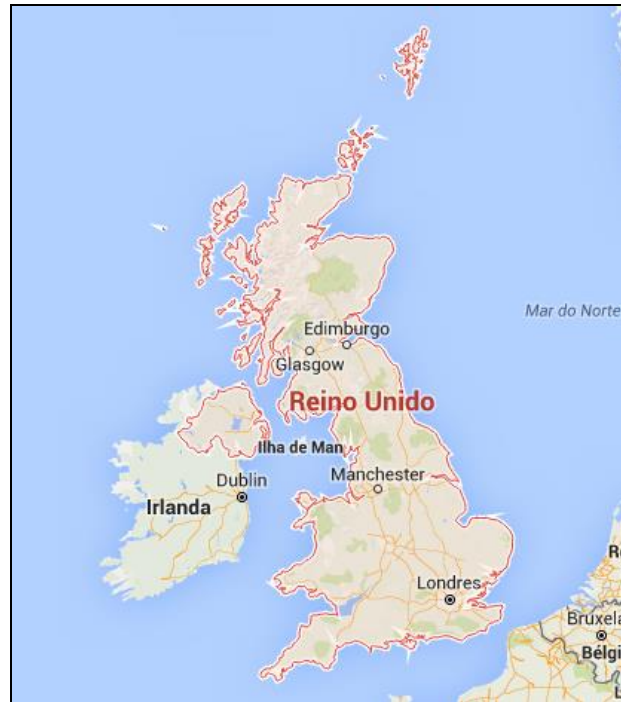 Mar do Norte
Edimburgo
Glasgow
Reino Unido
Ilha de Man
Manchester
Dublin
Irlanda
Londres
R
Bruxela
Bélgi
L